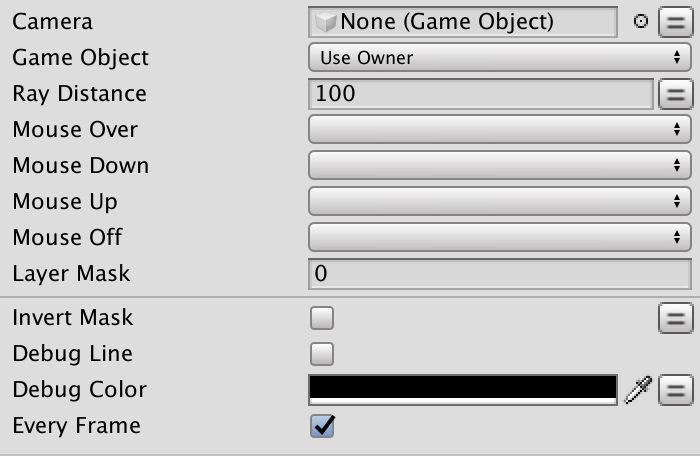 Camera None (Game Object)
Game Object Use Owner
Ray Distance 100
Mouse Over
Mouse Down
Mouse Up
Mouse Off
Layer Mask 0
Invert Mask
Debug Line
Debug Color
Every Frame